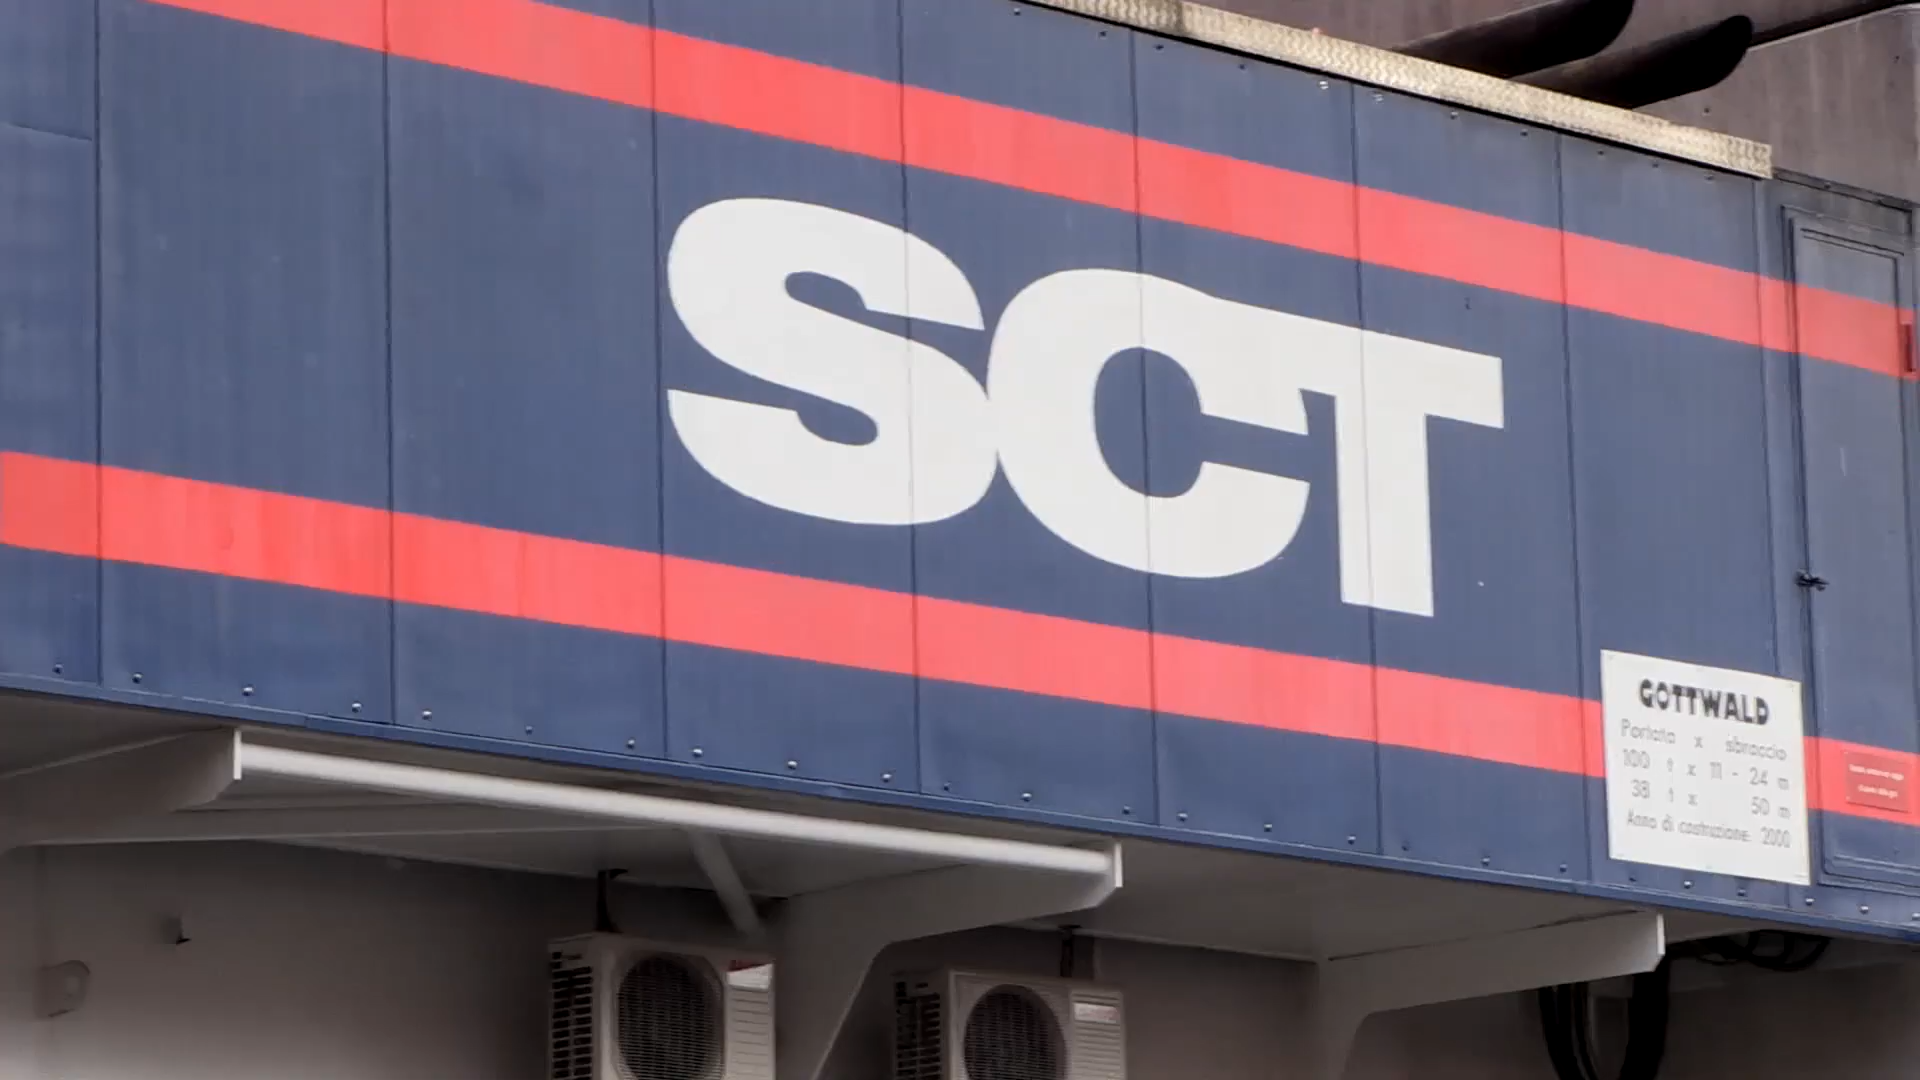 SCT
GOTTWALD
Portata x sbraccio
100 t x 11 - 24 m
38 t x 50 m
Anno di costruzione: 2000